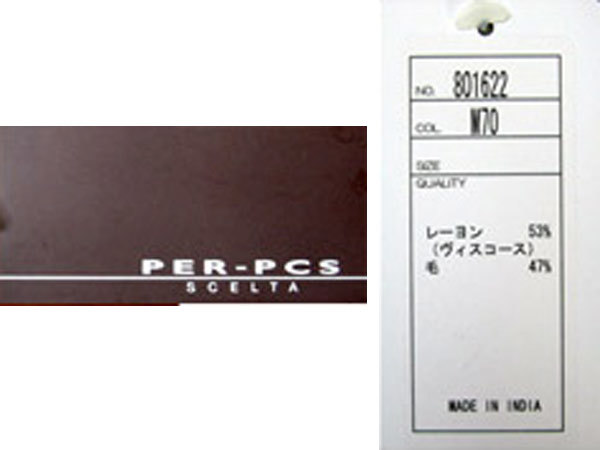 PER-PCS
SCELTA
NO. 801622
COL. M70
SIZE
QUALITY
レーヨン 53%
(ヴィスコース)
毛 47%
MADE IN INDIA